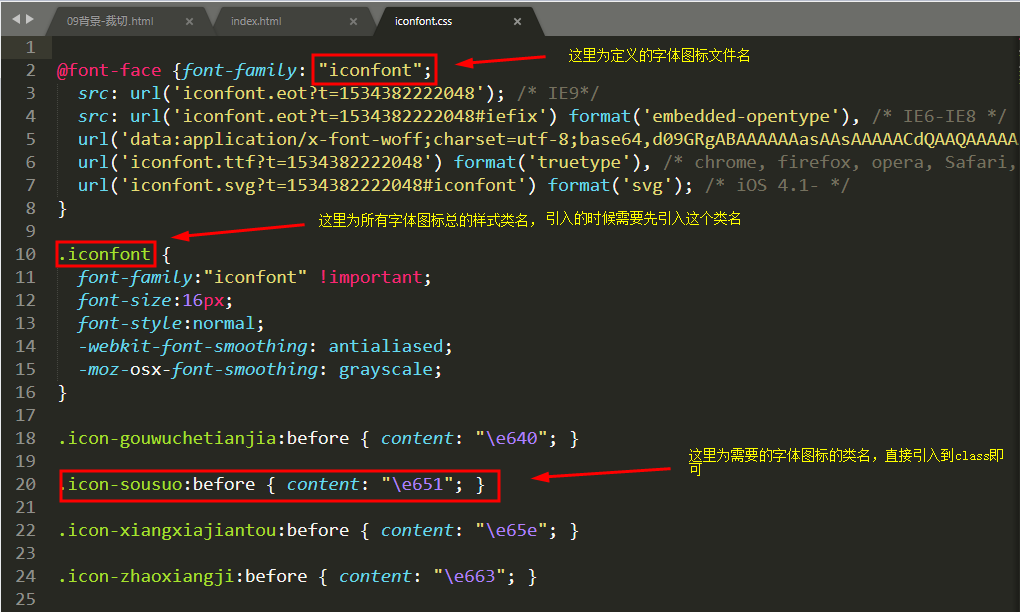 09背景-裁切.html × index.html × iconfont.css ×
1
这里为定义的字体图标文件名
2 @font-face {font-family: "iconfont";
3 src: url('iconfont.eot?t=1534382222048'); /* IE9*/
4 src: url('iconfont.eot?t=1534382222048#iefix') format('embedded-opentype'), /* IE6-IE8 */
5 url('data:application/x-font-woff;charset=utf-8;base64,d09GRgABAAAAAAasAAsAAAAACdQAAQAAAAA
6 url('iconfont.ttf?t=1534382222048') format('truetype'), /* chrome, firefox, opera, Safari,
7 url('iconfont.svg?t=1534382222048#iconfont') format('svg'); /* iOS 4.1- */
8 }
这里为所有字体图标总的样式类名，引入的时候需要先引入这个类名
9
10 .iconfont {
11 font-family:"iconfont" !important;
12 font-size:16px;
13 font-style:normal;
14 -webkit-font-smoothing: antialiased;
15 -moz-osx-font-smoothing: grayscale;
16 }
17
18 .icon-gouwuchetianjia:before { content: "\e640"; }
这里为需要的字体图标的类名，直接引入到class即
可
19
20 .icon-sousuo:before { content: "\e651"; }
21
22 .icon-xiangxiajiantou:before { content: "\e65e"; }
23
24 .icon-zhaoxiangji:before { content: "\e663"; }
25